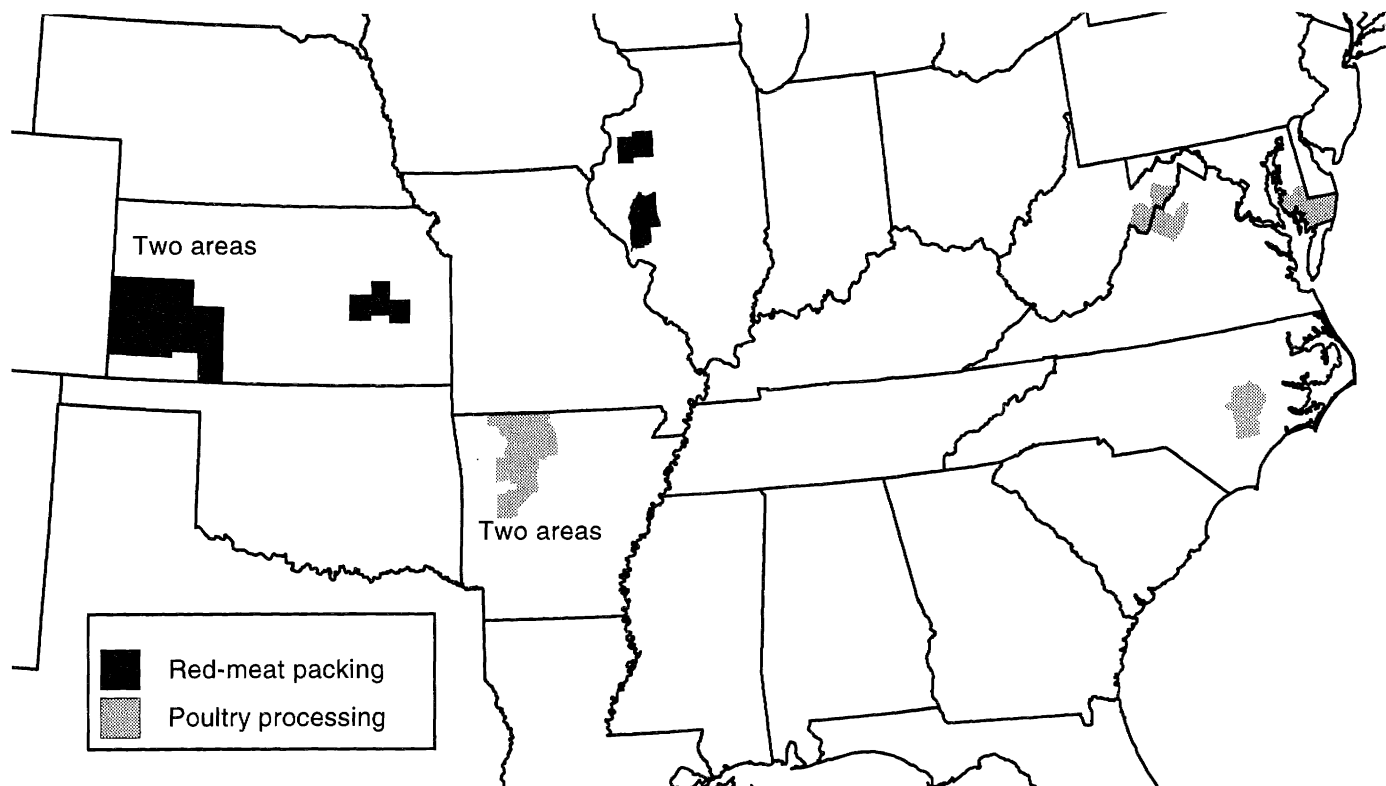 Two areas
Two areas
Red-meat packing
Poultry processing